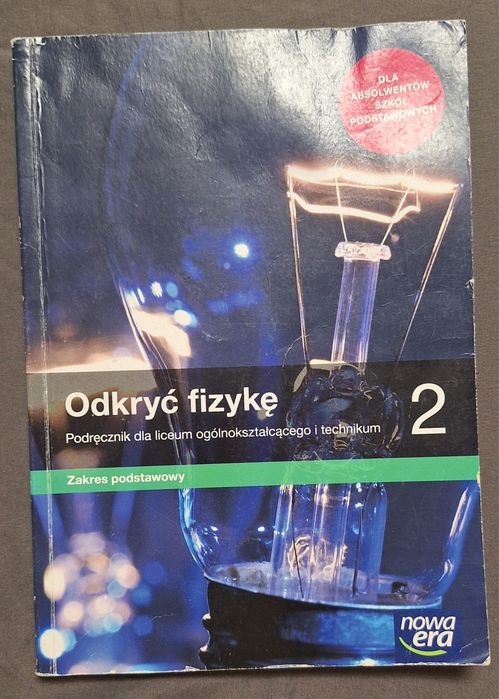 DLA
ABSOLWENTÓW
SZKÓŁ
PODSTAWOWYCH
Odkryć fizykę
2
Podręcznik dla liceum ogólnokształcącego i technikum
Zakres podstawowy
nowa
era